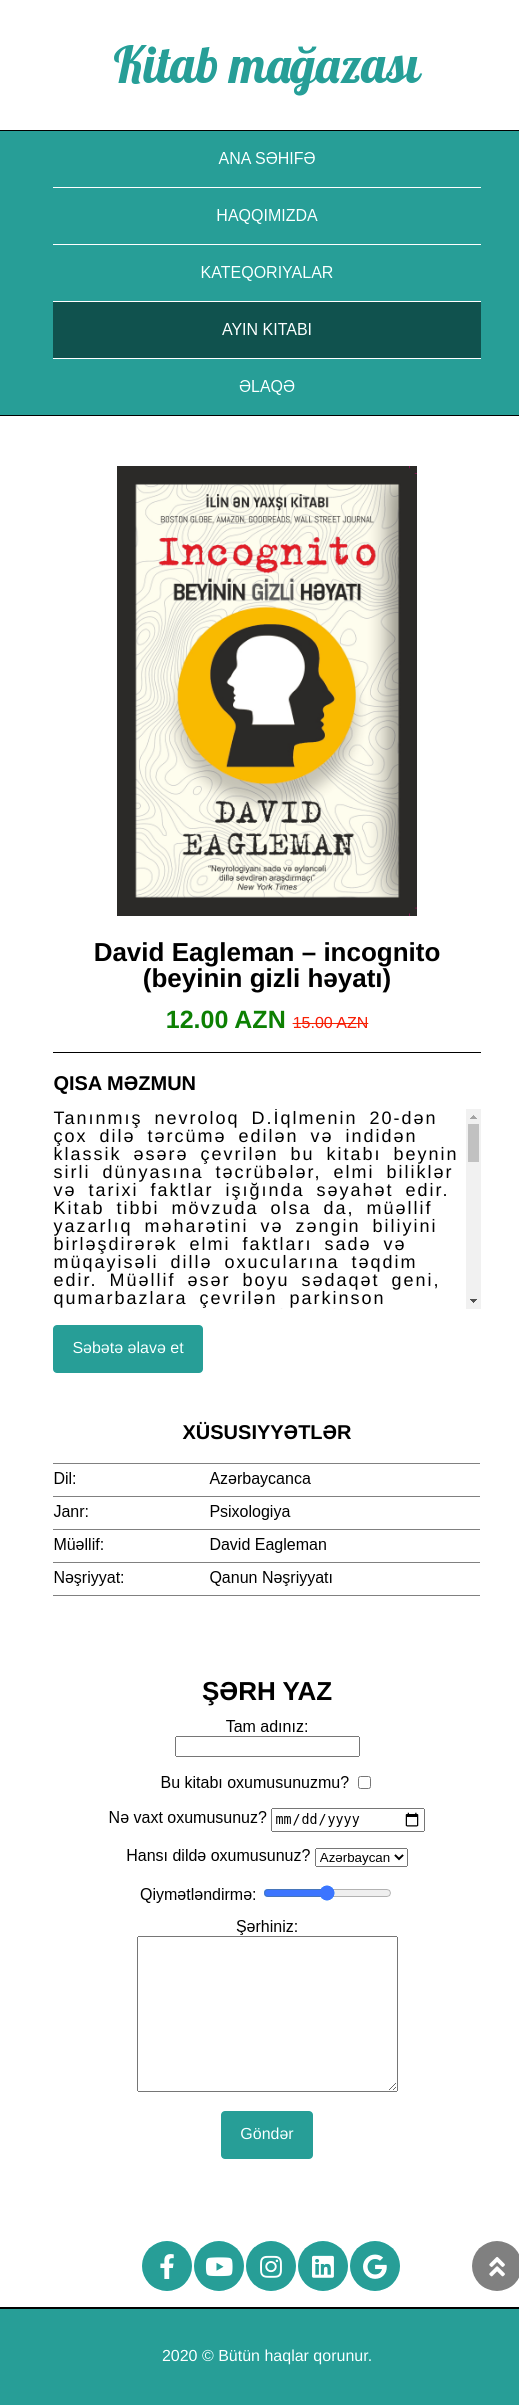 Kitab mağazası
ANA SƏHIFƏ
HAQQIMIZDA
KATEQORIYALAR
AYIN KITABI
ƏLAQƏ
İLİN ƏN YAXŞI KİTABI
BOSTON GLOBE, AMAZON, GOODREADS, WALL STREET JOURNAL
Incognito
BEYİNİN GİZLİ HƏYATI
DAVID
EAGLEMAN
"Neyrologiyanı sadə və əyləncəli
dillə sevdirən araşdırmaçı"
New York Times
David Eagleman – incognito
(beyinin gizli həyatı)
12.00 AZN 15.00 AZN
QISA MƏZMUN
Tanınmış nevroloq D.İqlmenin 20-dən
çox dilə tərcümə edilən və indidən
klassik əsərə çevrilən bu kitabı beynin
sirli dünyasına təcrübələr, elmi biliklər
və tarixi faktlar işığında səyahət edir.
Kitab tibbi mövzuda olsa da, müəllif
yazarlıq məharətini və zəngin biliyini
birləşdirərək elmi faktları sadə və
müqayisəli dillə oxucularına təqdim
edir. Müəllif əsər boyu sədaqət geni,
qumarbazlara çevrilən parkinson
Səbətə əlavə et
XÜSUSIYYƏTLƏR
Dil: Azərbaycanca
Janr: Psixologiya
Müəllif: David Eagleman
Nəşriyyat: Qanun Nəşriyyatı
ŞƏRH YAZ
Tam adınız:
Bu kitabı oxumusunuzmu?
Nə vaxt oxumusunuz? mm/dd/yyyy
Hansı dildə oxumusunuz? Azərbaycan
Qiymətləndirmə:
Şərhiniz:
Göndər
2020 © Bütün haqlar qorunur.